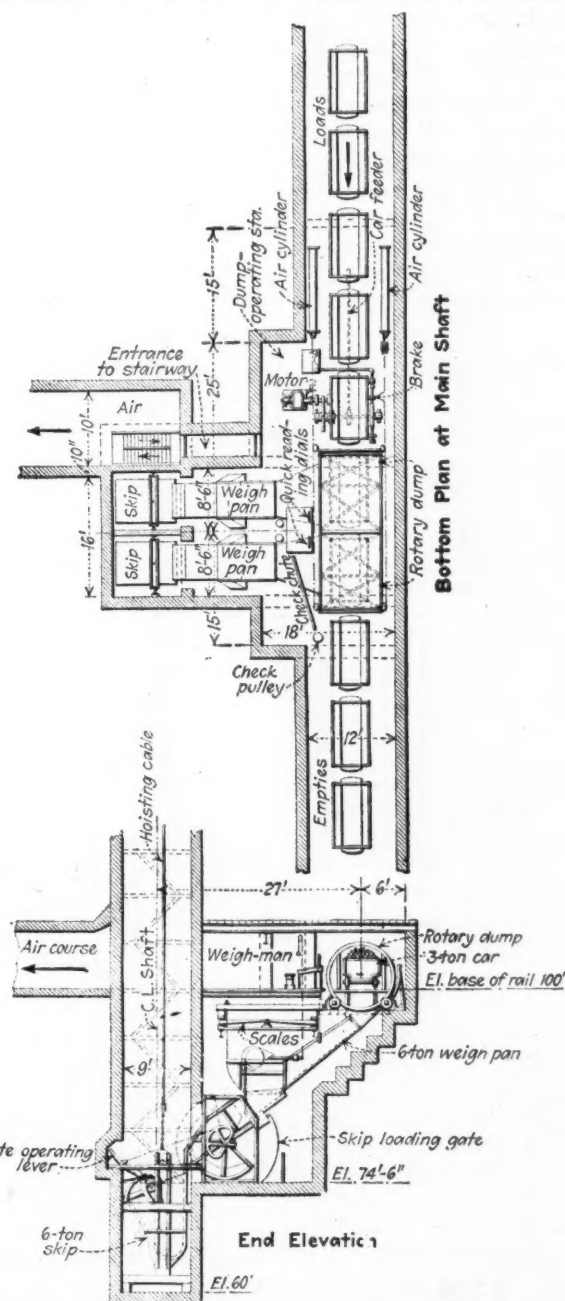 Loads
Car feeder
Air cylinder
Air cylinder
Dump-
operating sta.
15'
25'
Entrance
to stairway
Air
10'
10"
16'
Motor
Brake
Quick read-
ing dials
Skip
8'-6"
Weigh
pan
Skip
8'-6"
Weigh
pan
Rotary dump
Check chute
15'
18'
Check
pulley
12'
Empties
Bottom Plan at Main Shaft
Hoisting cable
27'
6'
Air course
C.L. Shaft
Weigh-man
Rotary dump
3-ton car
El. base of rail 100'
Scales
6-ton weigh pan
9'
te operating
lever
Skip loading gate
El. 74'-6"
6-ton
skip
End Elevation
El. 60'